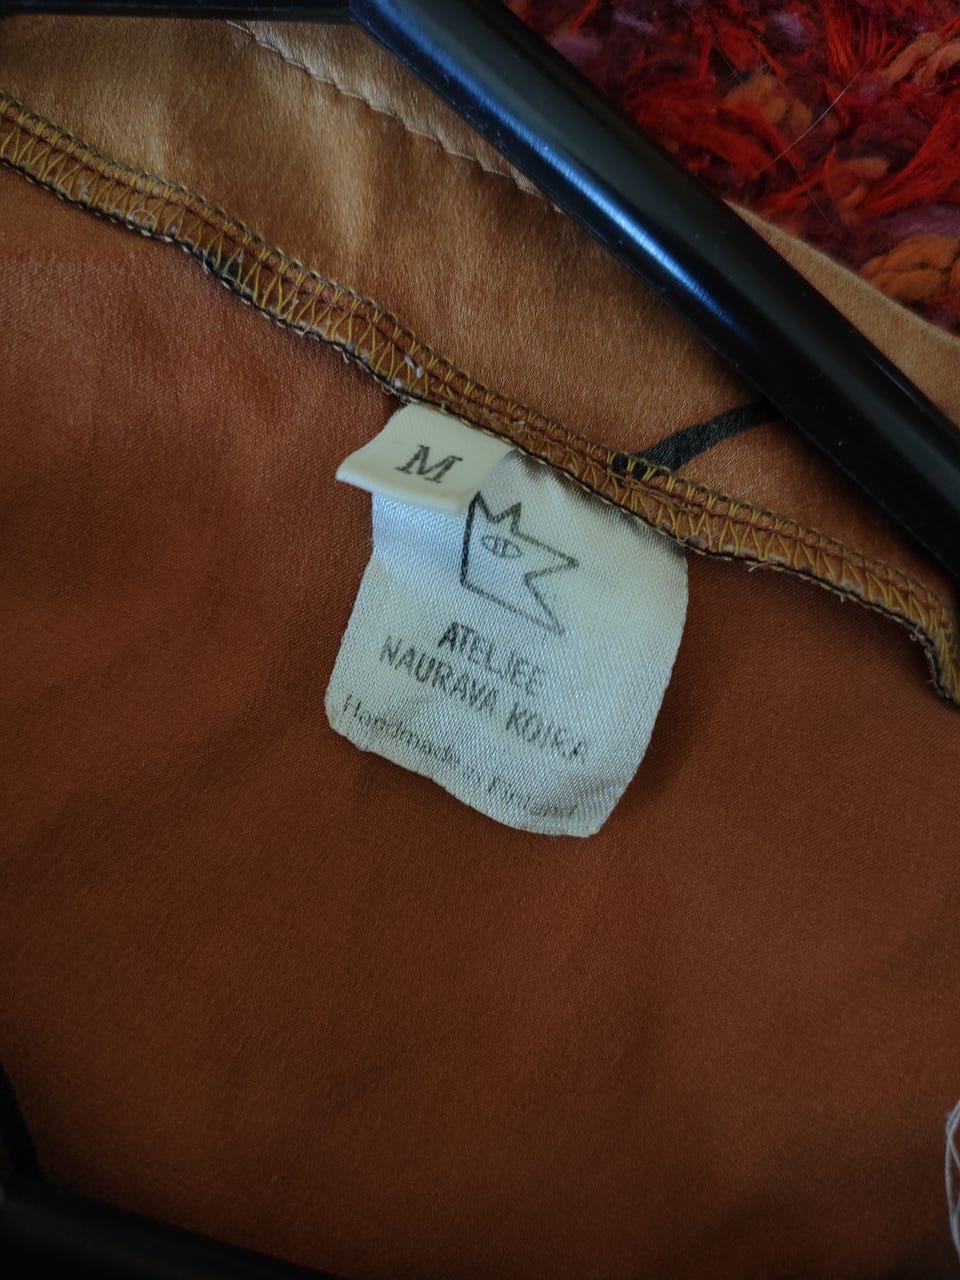 M
ATELJEE
NAURAVA KOIRA
Handmade in Finland